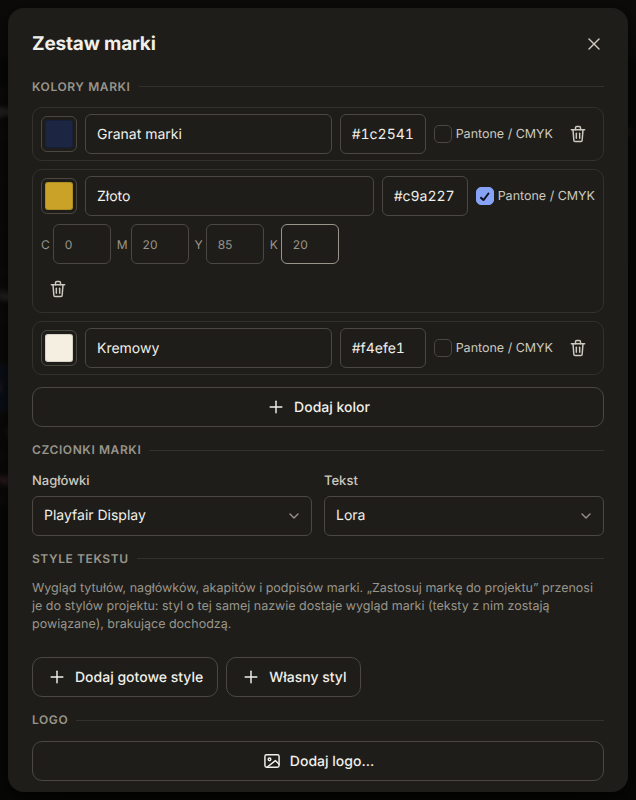 Zestaw marki
KOLORY MARKI
Granat marki #1c2541 Pantone / CMYK
Złoto #c9a227 Pantone / CMYK
C 0 M 20 Y 85 K 20
Kremowy #f4efe1 Pantone / CMYK
Dodaj kolor
CZCIONKI MARKI
Nagłówki Tekst
Playfair Display Lora
STYLE TEKSTU
Wygląd tytułów, nagłówków, akapitów i podpisów marki. „Zastosuj markę do projektu” przenosi
je do stylów projektu: styl o tej samej nazwie dostaje wygląd marki (teksty z nim zostają
powiązane), brakujące dochodzą.
Dodaj gotowe style Własny styl
LOGO
Dodaj logo...